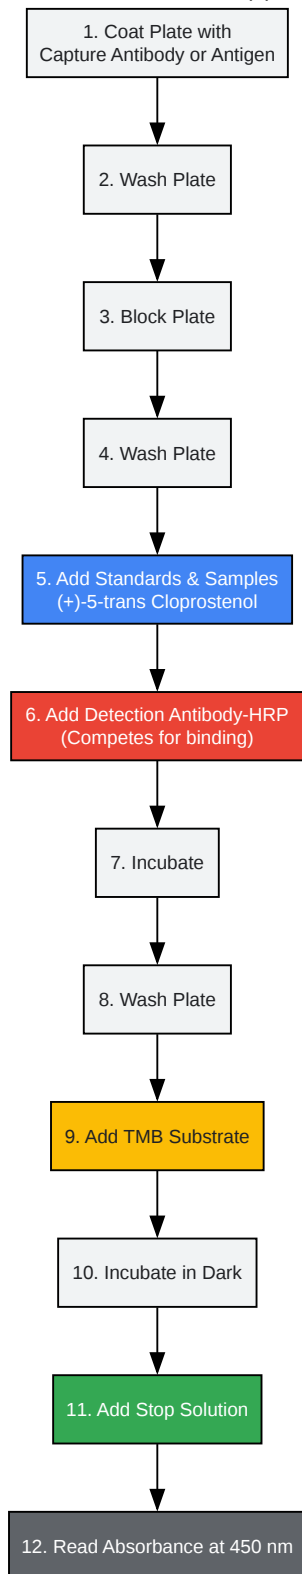 1. Coat Plate with
Capture Antibody or Antigen
2. Wash Plate
3. Block Plate
4. Wash Plate
5. Add Standards & Samples
(+)-5-trans Cloprostenol
6. Add Detection Antibody-HRP
(Competes for binding)
7. Incubate
8. Wash Plate
9. Add TMB Substrate
10. Incubate in Dark
11. Add Stop Solution
12. Read Absorbance at 450 nm